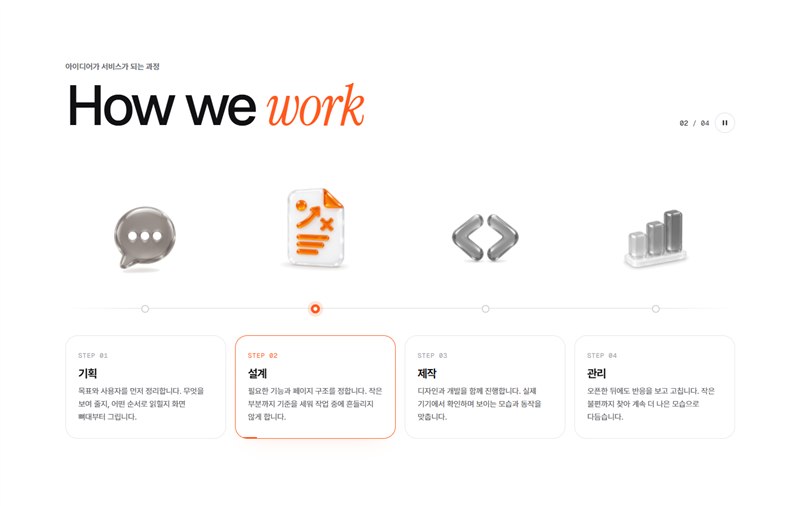 아이디어가 서비스가 되는 과정
How we work
02 / 04
STEP 01
기획
목표와 사용자를 먼저 정리합니다. 무엇을
보여 줄지, 어떤 순서로 읽힐지 화면
뼈대부터 그립니다.
STEP 02
설계
필요한 기능과 페이지 구조를 정합니다. 작은
부분까지 기준을 세워 작업 중에 흔들리지
않게 합니다.
STEP 03
제작
디자인과 개발을 함께 진행합니다. 실제
기기에서 확인하며 보이는 모습과 동작을
맞춥니다.
STEP 04
관리
오픈한 뒤에도 반응을 보고 고칩니다. 작은
불편까지 찾아 계속 더 나은 모습으로
다듬습니다.